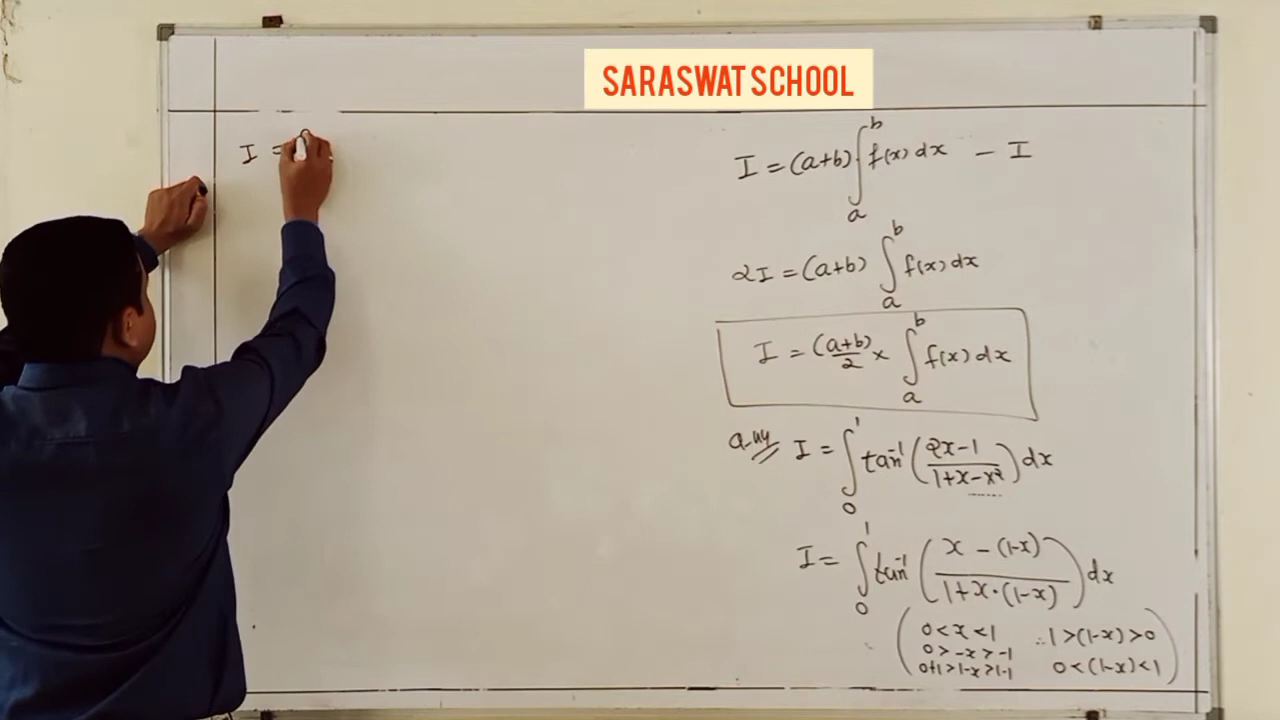 SARASWAT SCHOOL
I =
I = (a+b) ∫ₐᵇ f(x) dx - I
2I = (a+b) ∫ₐᵇ f(x) dx
I = (a+b)/2 × ∫ₐᵇ f(x) dx
I = ∫₀¹ tan⁻¹ ( (2x-1)/(1+x-x²) ) dx
I = ∫₀¹ tan⁻¹ ( (x - (1-x))/(1+x·(1-x)) ) dx
0<x<1 ∴ 1>(1-x)>0
0>-x>-1
0+1>1-x>1-1 0<(1-x)<1